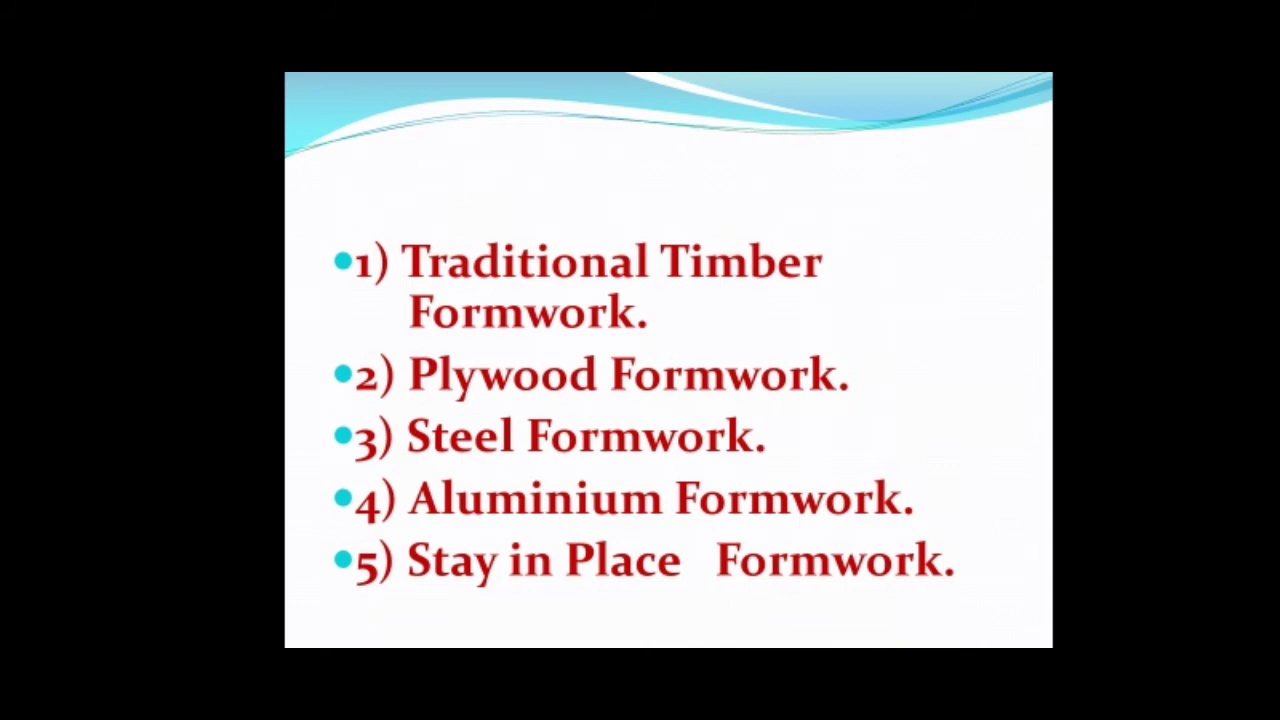 •1) Traditional Timber
Formwork.
•2) Plywood Formwork.
•3) Steel Formwork.
•4) Aluminium Formwork.
•5) Stay in Place Formwork.